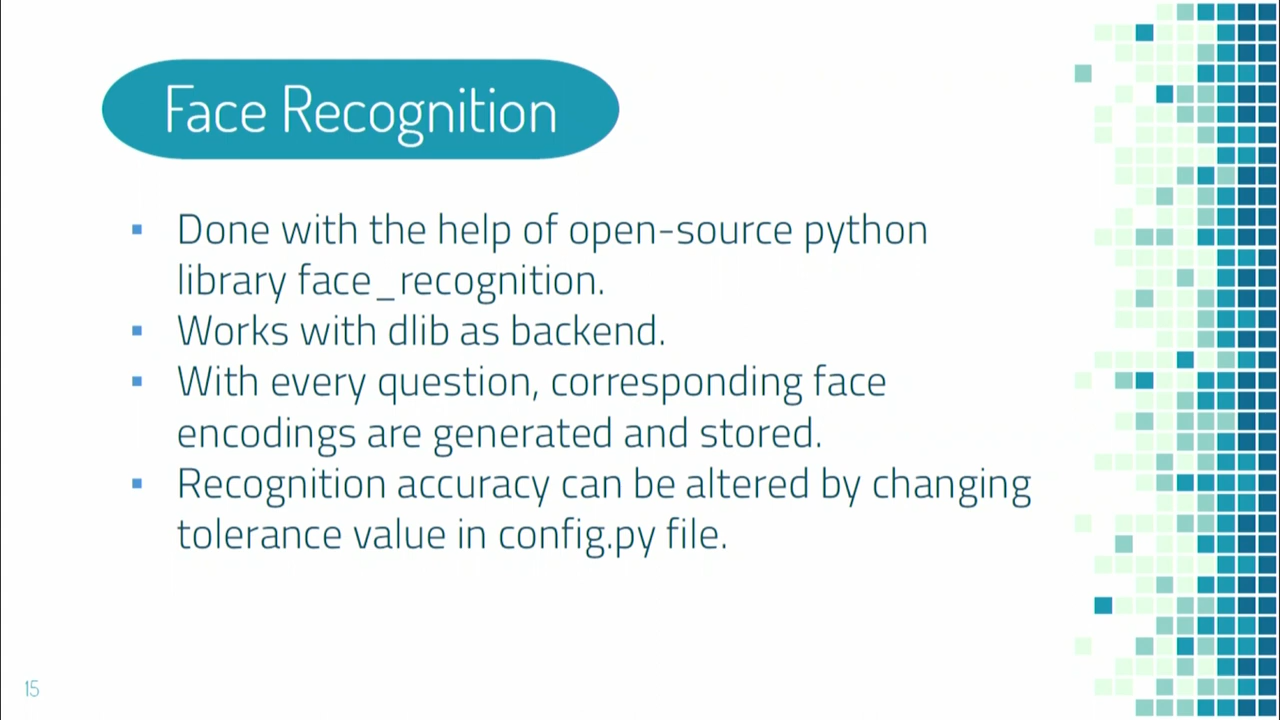 Face Recognition
▪ Done with the help of open-source python
library face_recognition.
▪ Works with dlib as backend.
▪ With every question, corresponding face
encodings are generated and stored.
▪ Recognition accuracy can be altered by changing
tolerance value in config.py file.
15